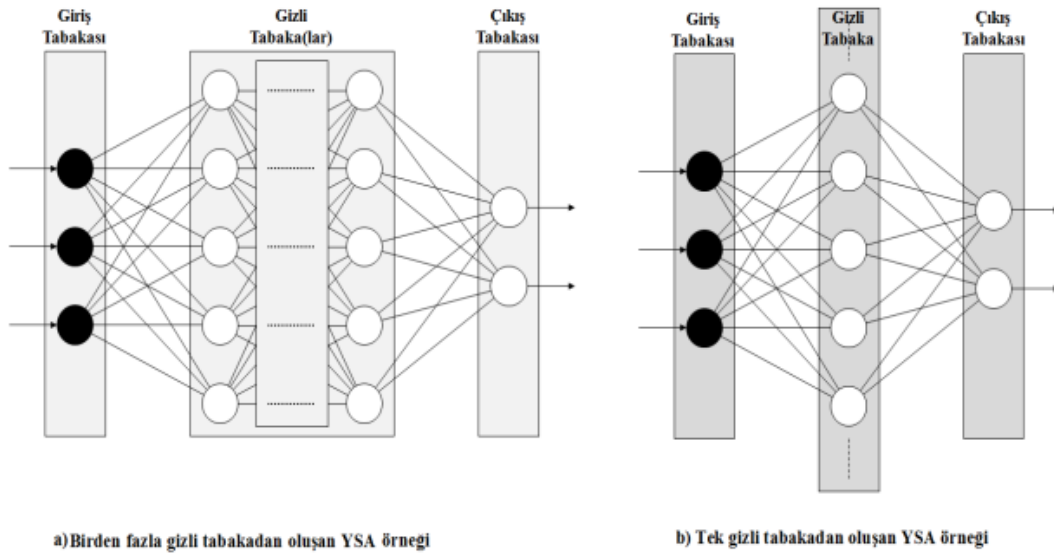 Giriş
Tabakası
Gizli
Tabaka(lar)
Çıkış
Tabakası
a)Birden fazla gizli tabakadan oluşan YSA örneği
Giriş
Tabakası
Gizli
Tabaka
Çıkış
Tabakası
b) Tek gizli tabakadan oluşan YSA örneği